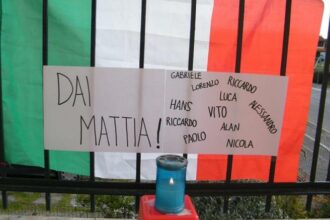 DAI
MATTIA!
GABRIELE
LORENZO
RICCARDO
HANS
LUCA
ALESSANDRO
VITO
RICCARDO
ALAN
PAOLO
NICOLA